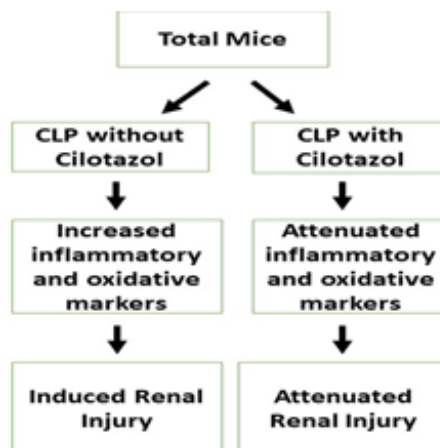 Total Mice
CLP without
Cilotazol
CLP with
Cilotazol
Increased
inflammatory
and oxidative
markers
Attenuated
inflammatory
and oxidative
markers
Induced Renal
Injury
Attenuated
Renal Injury